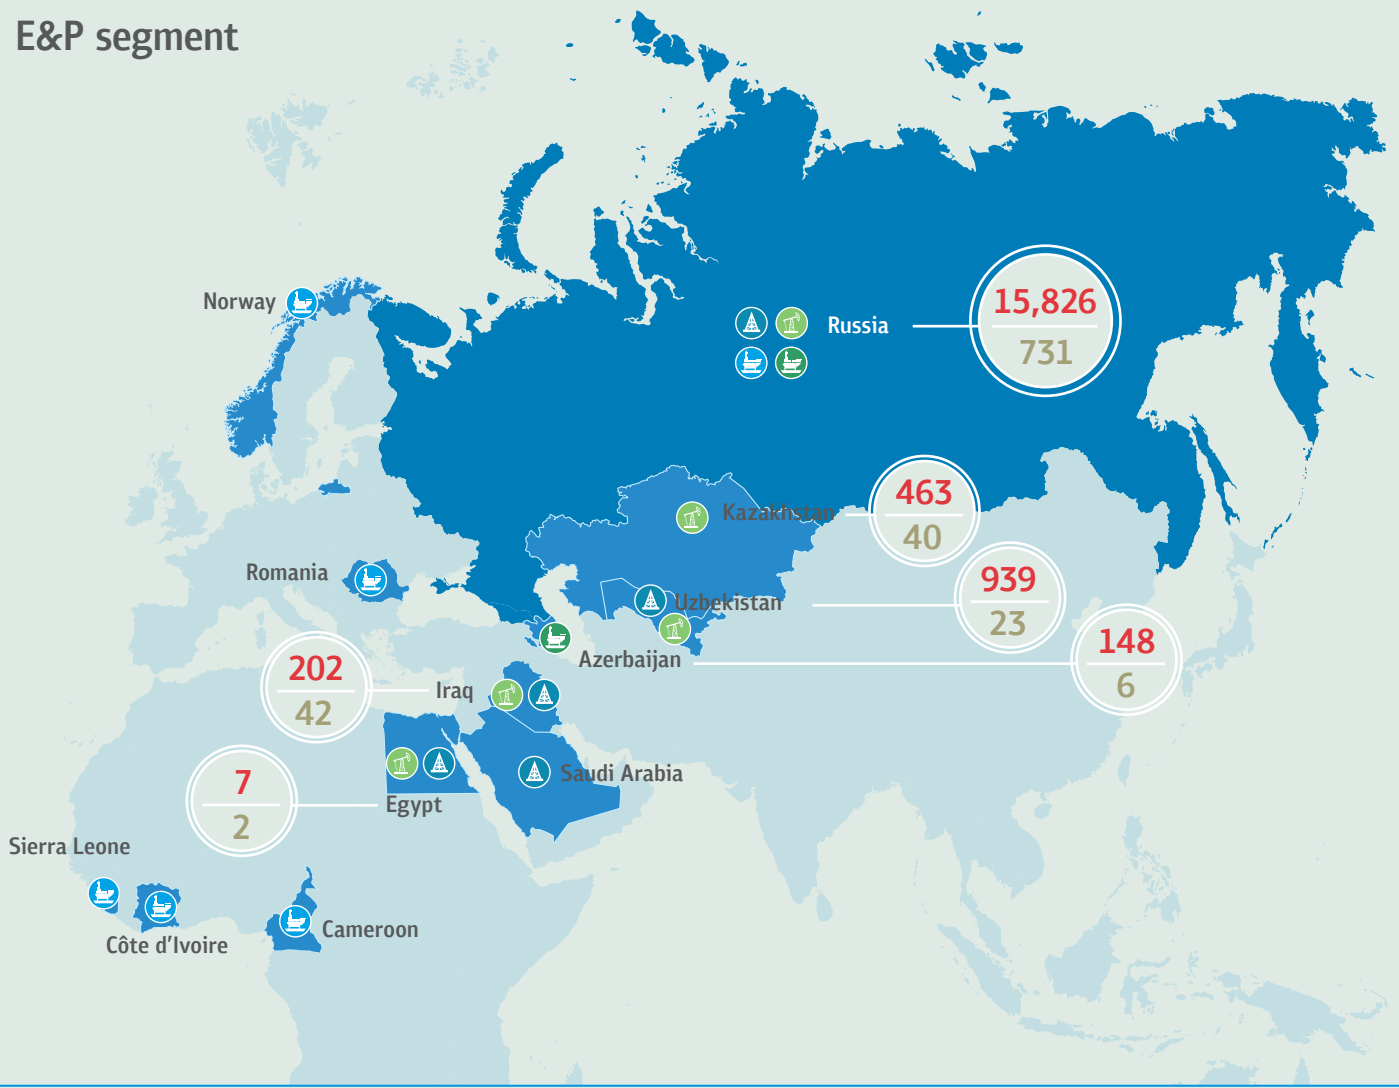 E&P segment
Norway
Russia
15,826
731
Kazakhstan
463
40
Romania
Uzbekistan
939
23
Azerbaijan
148
6
202
42
Iraq
Saudi Arabia
7
2
Egypt
Sierra Leone
Côte d’Ivoire
Cameroon